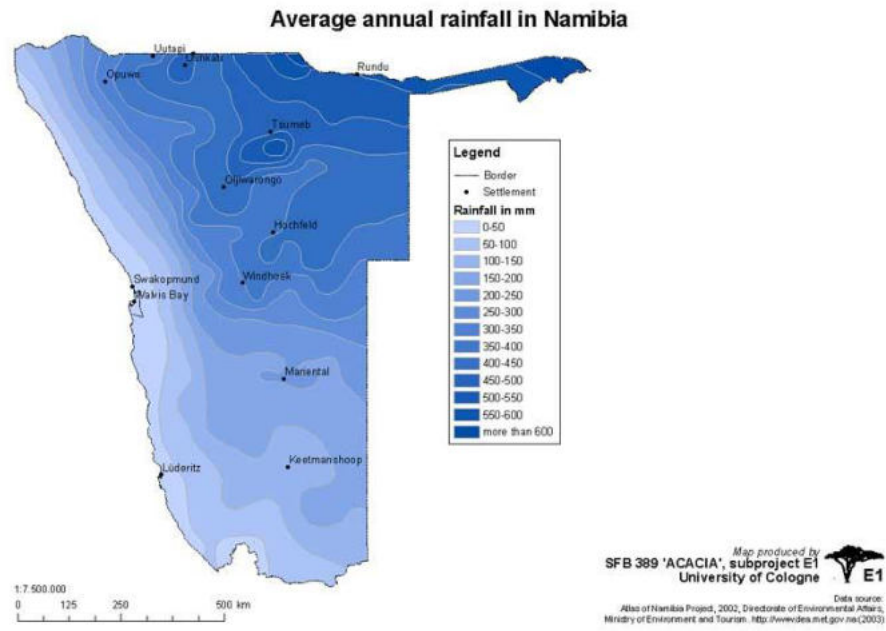 Average annual rainfall in Namibia
Uutapi
Oshkati
Opuwo
Rundu
Tsumeb
Otjiwarongo
Hochfeld
Windhoek
Swakopmund
Walvis Bay
Mariental
Keetmanshoop
Lüderitz
Legend
Border
Settlement
Rainfall in mm
0-50
50-100
100-150
150-200
200-250
250-300
300-350
350-400
400-450
450-500
500-550
550-600
more than 600
1:7.500.000
0 125 250 500 km
Map produced by
SFB 389 'ACACIA', subproject E1
University of Cologne
E1
Data source:
Atlas of Namibia Project, 2002, Directorate of Environmental Affairs,
Ministry of Environment and Tourism. http://www.dea.met.gov.na (2003)